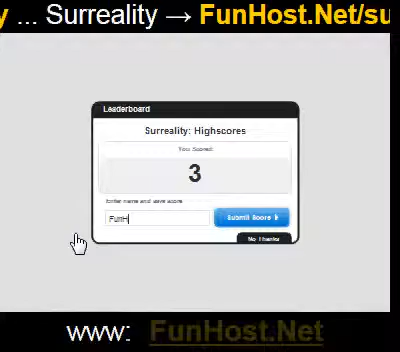 y ... Surreality → FunHost.Net/su
Leaderboard
Surreality: Highscores
You Scored:
3
Enter name and save score
FunH
Submit Score
No Thanks
www: FunHost.Net